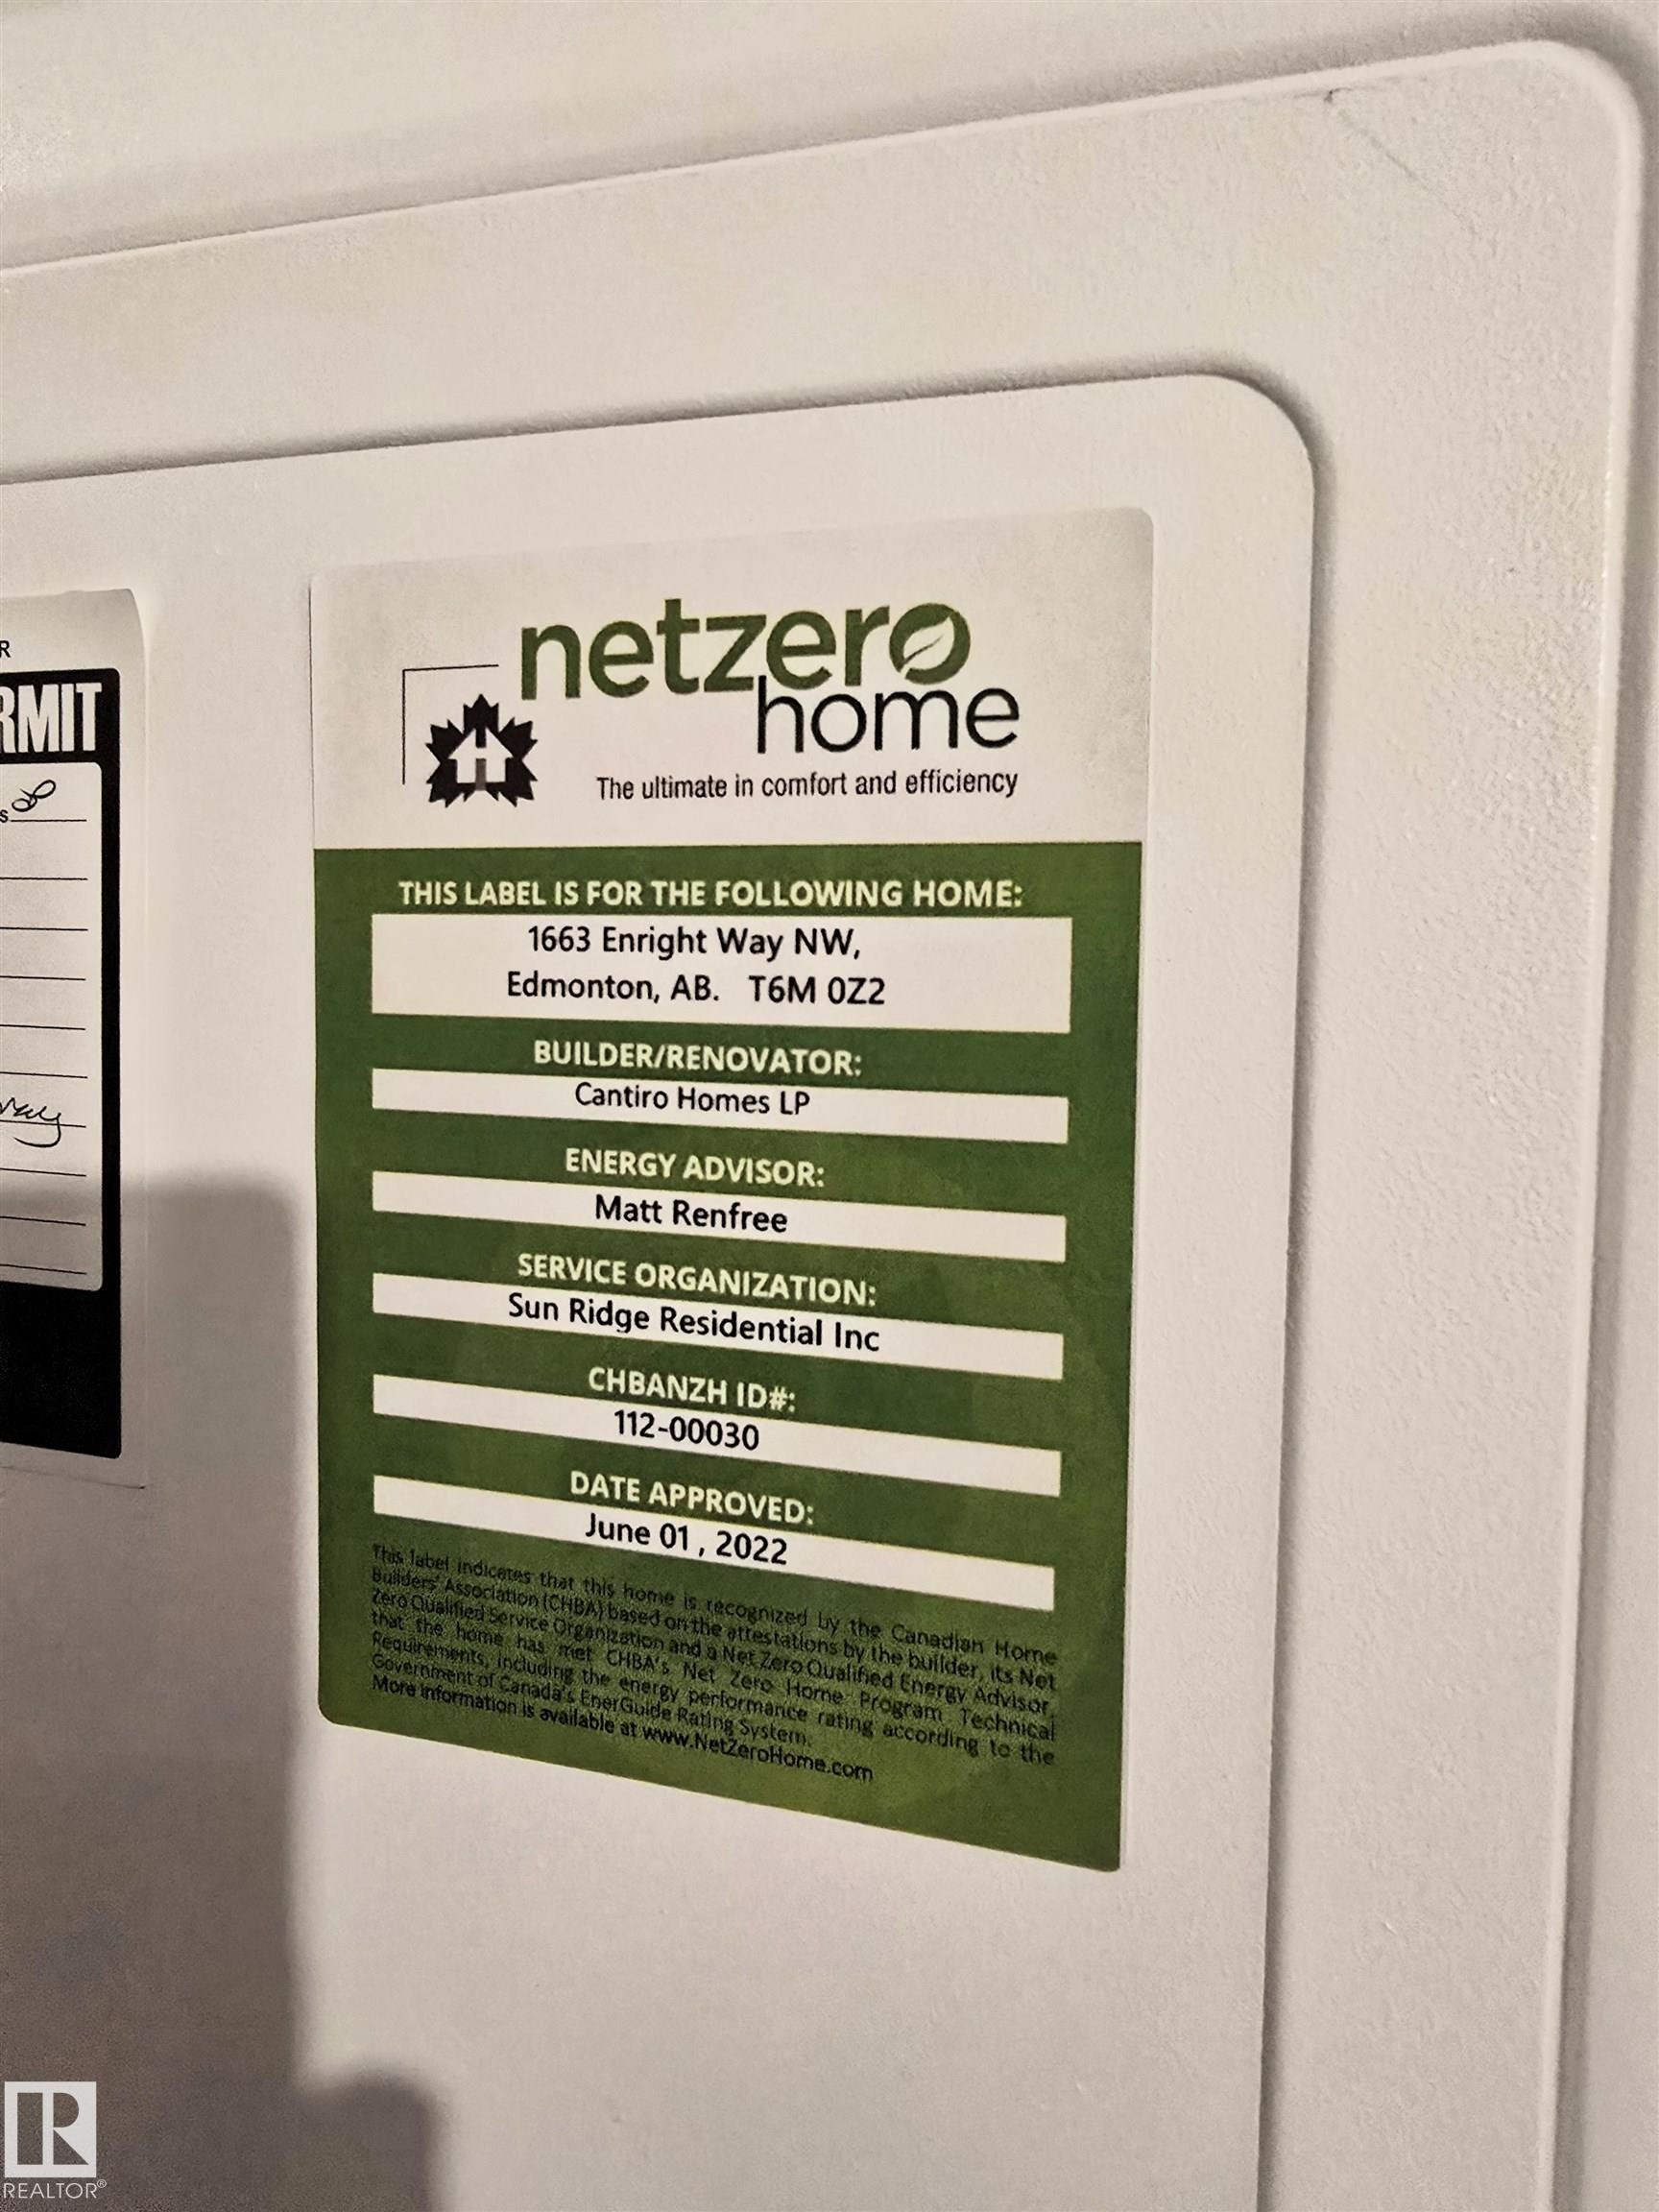 R
RMIT
s
netzero
home
The ultimate in comfort and efficiency
THIS LABEL IS FOR THE FOLLOWING HOME:
1663 Enright Way NW,
Edmonton, AB. T6M 0Z2
BUILDER/RENOVATOR:
Cantiro Homes LP
ENERGY ADVISOR:
Matt Renfree
SERVICE ORGANIZATION:
Sun Ridge Residential Inc
CHBANZH ID#:
112-00030
DATE APPROVED:
June 01 , 2022
This label indicates that this home is recognized by the Canadian Home
Builders' Association (CHBA) based on the attestations by the builder, its Net
Zero Qualified Service Organization and a Net Zero Qualified Energy Advisor,
that the home has met CHBA's Net Zero Home Program Technical
Requirements, including the energy performance rating according to the
Government of Canada's EnerGuide Rating System.
More information is available at www.NetZeroHome.com
REALTOR®